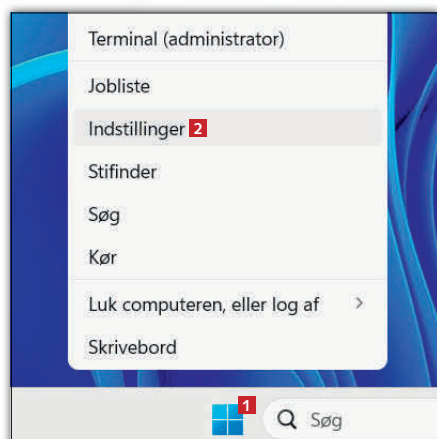 Terminal (administrator)
Jobliste
Indstillinger 2
Stifinder
Søg
Kør
Luk computeren, eller log af
Skrivebord
1
Søg